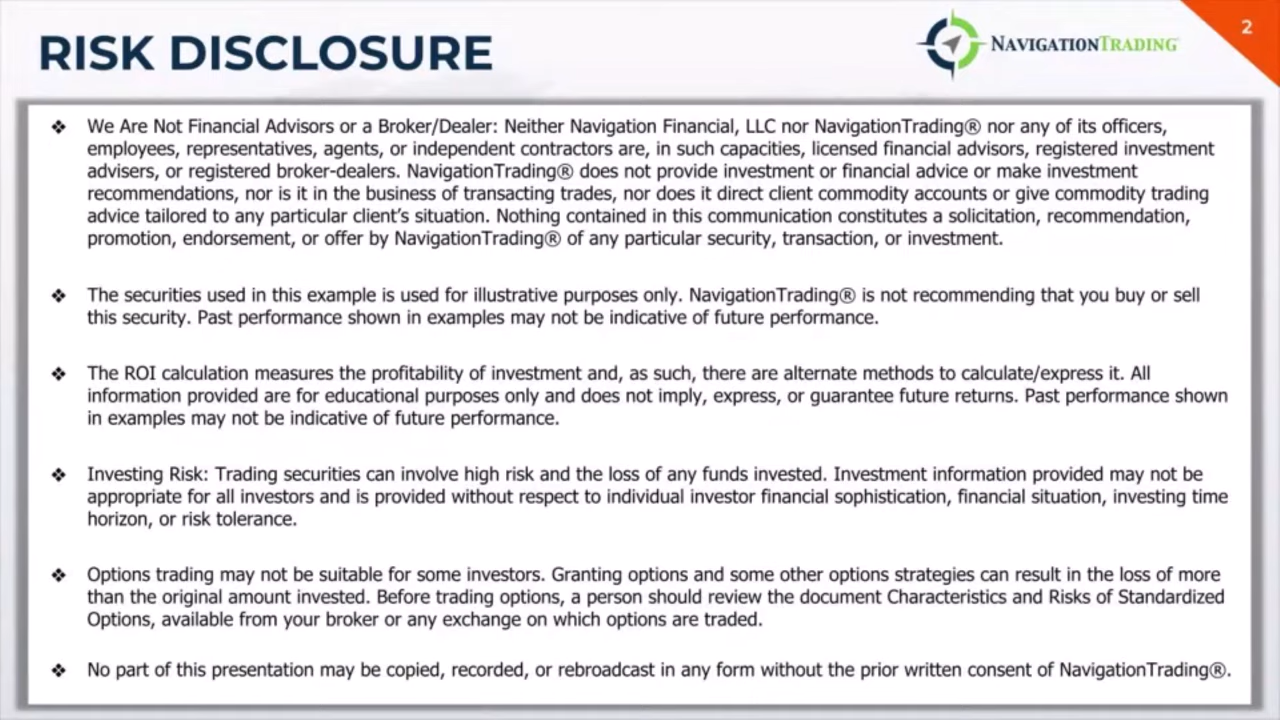 RISK DISCLOSURE
NAVIGATIONTRADING
2
❖ We Are Not Financial Advisors or a Broker/Dealer: Neither Navigation Financial, LLC nor NavigationTrading® nor any of its officers,
employees, representatives, agents, or independent contractors are, in such capacities, licensed financial advisors, registered investment
advisers, or registered broker-dealers. NavigationTrading® does not provide investment or financial advice or make investment
recommendations, nor is it in the business of transacting trades, nor does it direct client commodity accounts or give commodity trading
advice tailored to any particular client's situation. Nothing contained in this communication constitutes a solicitation, recommendation,
promotion, endorsement, or offer by NavigationTrading® of any particular security, transaction, or investment.
❖ The securities used in this example is used for illustrative purposes only. NavigationTrading® is not recommending that you buy or sell
this security. Past performance shown in examples may not be indicative of future performance.
❖ The ROI calculation measures the profitability of investment and, as such, there are alternate methods to calculate/express it. All
information provided are for educational purposes only and does not imply, express, or guarantee future returns. Past performance shown
in examples may not be indicative of future performance.
❖ Investing Risk: Trading securities can involve high risk and the loss of any funds invested. Investment information provided may not be
appropriate for all investors and is provided without respect to individual investor financial sophistication, financial situation, investing time
horizon, or risk tolerance.
❖ Options trading may not be suitable for some investors. Granting options and some other options strategies can result in the loss of more
than the original amount invested. Before trading options, a person should review the document Characteristics and Risks of Standardized
Options, available from your broker or any exchange on which options are traded.
❖ No part of this presentation may be copied, recorded, or rebroadcast in any form without the prior written consent of NavigationTrading®.